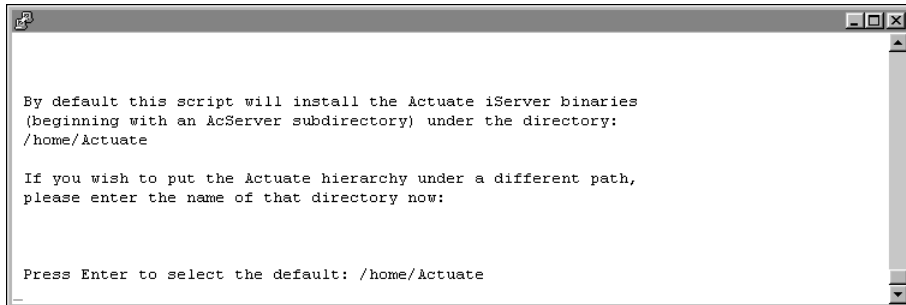 By default this script will install the Actuate iServer binaries
(beginning with an AcServer subdirectory) under the directory:
/home/Actuate
If you wish to put the Actuate hierarchy under a different path,
please enter the name of that directory now:
Press Enter to select the default: /home/Actuate